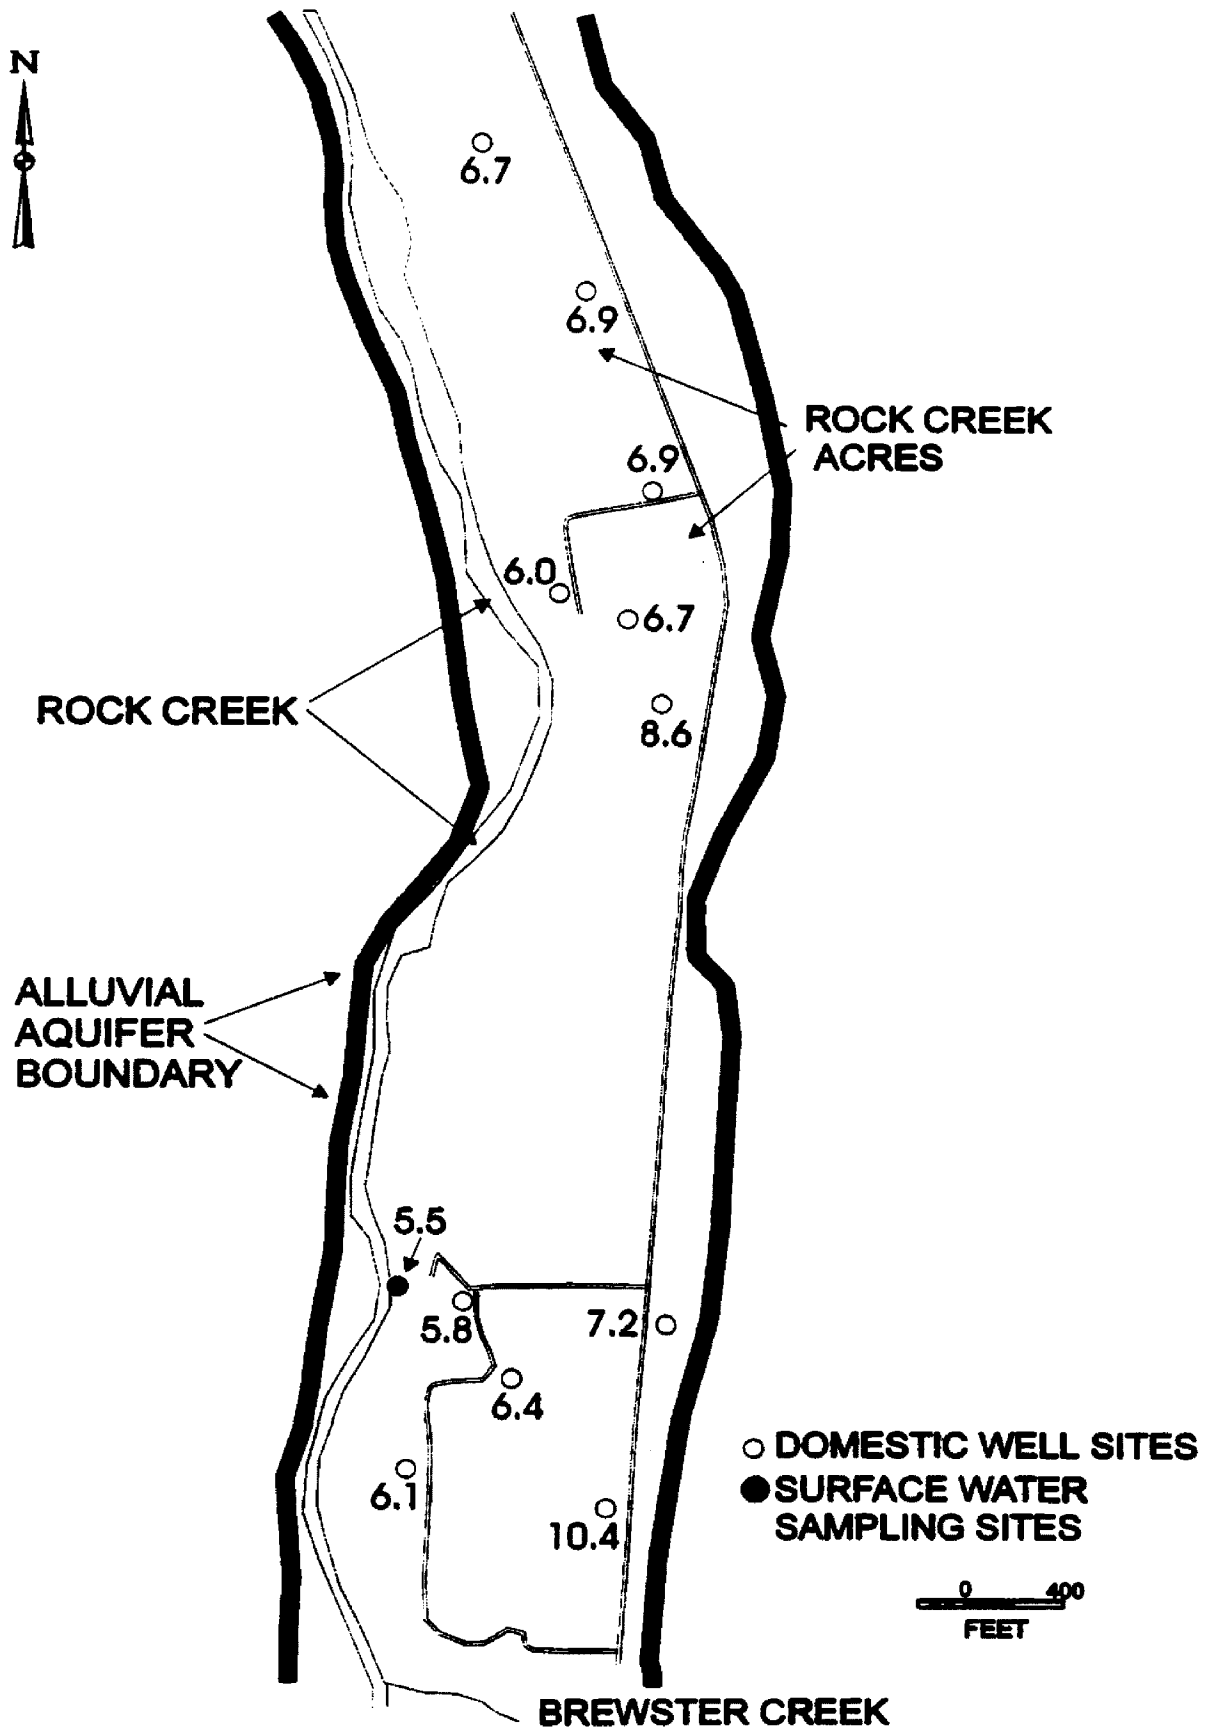 N
6.7
6.9
ROCK CREEK
ACRES
6.9
6.0
6.7
ROCK CREEK
8.6
ALLUVIAL
AQUIFER
BOUNDARY
5.5
5.8
7.2
6.4
6.1
10.4
DOMESTIC WELL SITES
SURFACE WATER
SAMPLING SITES
0 400
FEET
BREWSTER CREEK